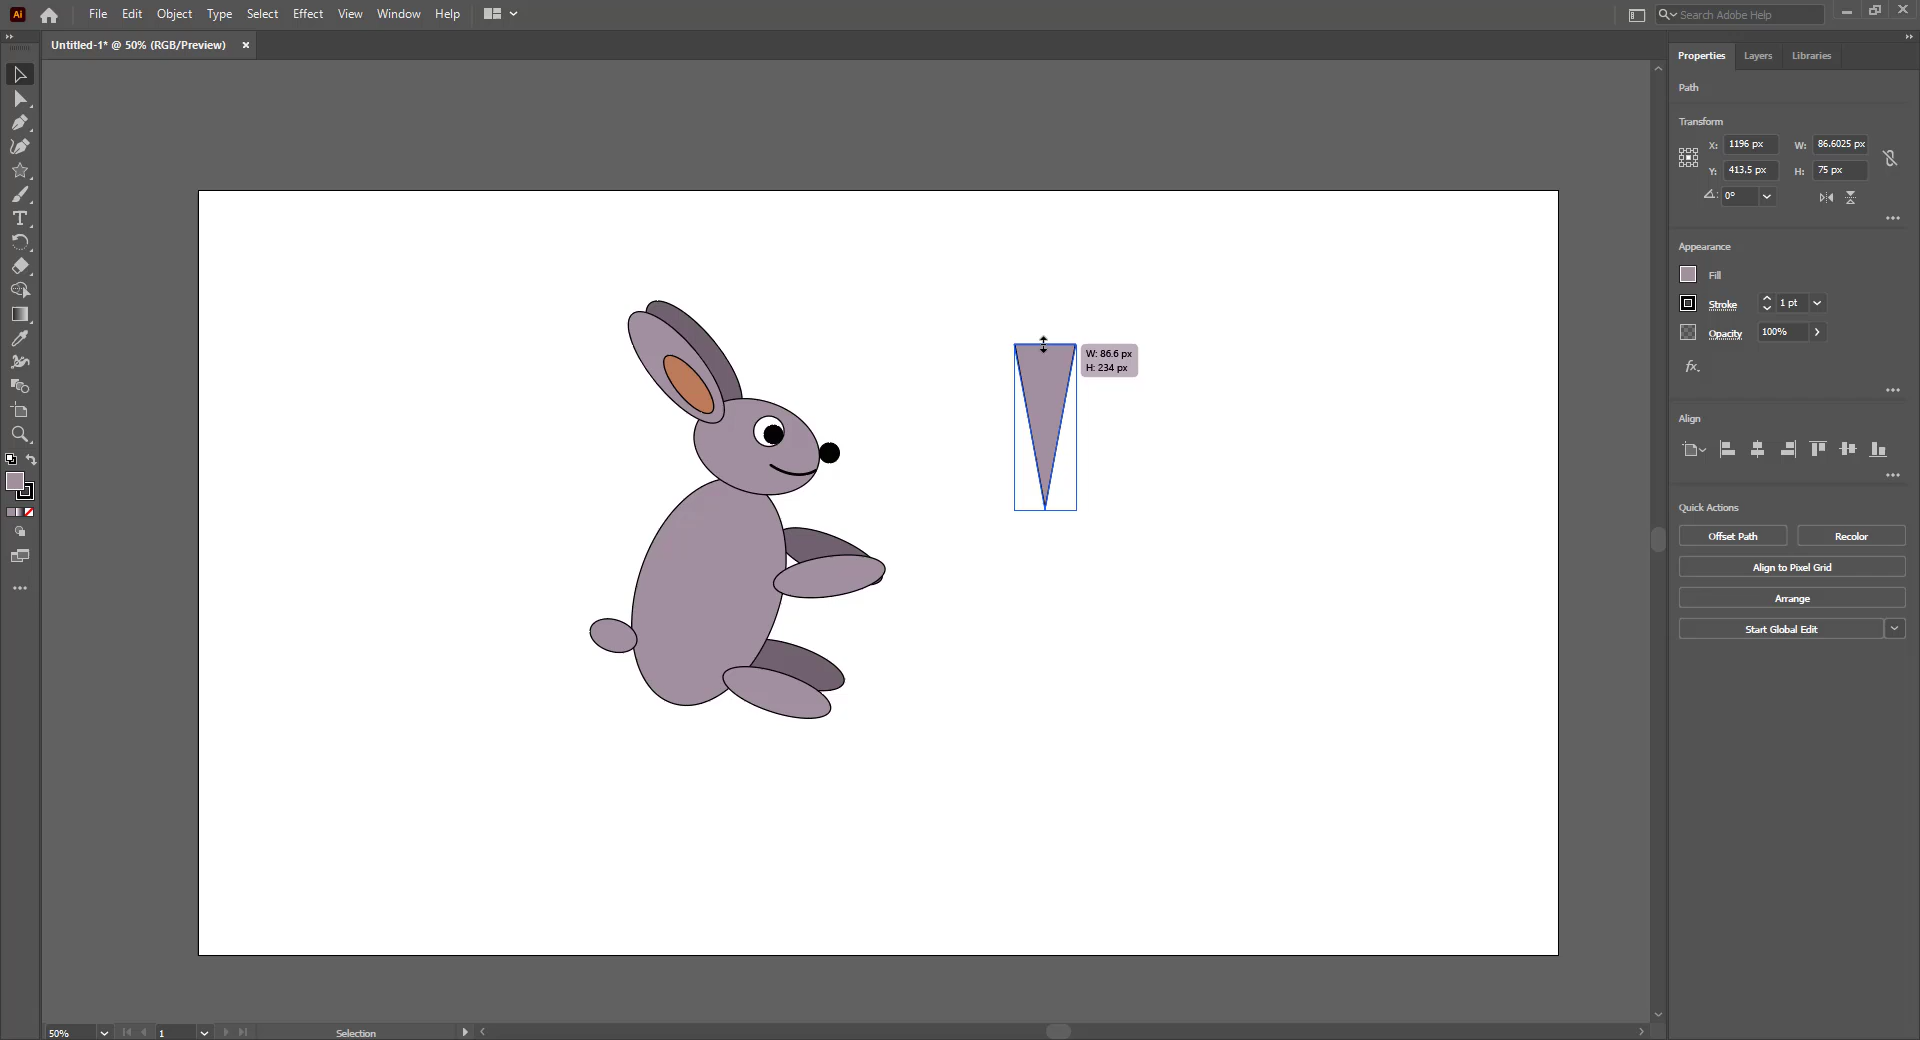 Ai File Edit Object Type Select Effect View Window Help Search Adobe Help
Untitled-1* @ 50% (RGB/Preview) ×
Properties Layers Libraries
Path
Transform
X: 1196 px W: 86.6025 px
Y: 413.5 px H: 75 px
0°
Appearance
Fill
Stroke 1 pt
Opacity 100%
fx.
W: 86.6 px
H: 234 px
Align
Quick Actions
Offset Path Recolor
Align to Pixel Grid
Arrange
Start Global Edit
50% 1 Selection